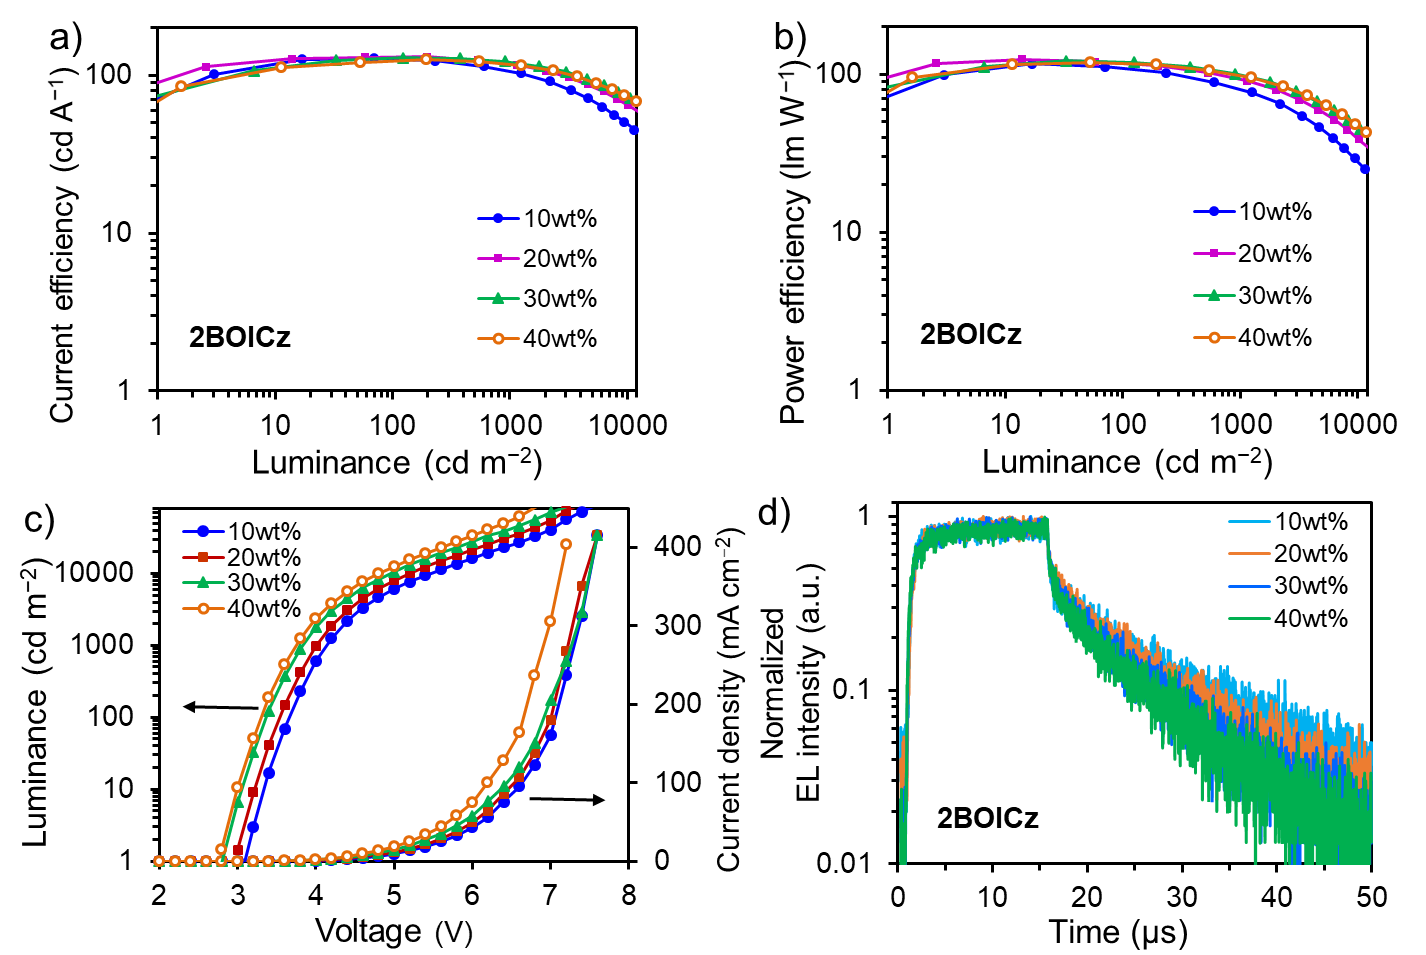 a)
Current efficiency (cd A−1)
100
10
1
10wt%
20wt%
30wt%
40wt%
2BOICz
1 10 100 1000 10000
Luminance (cd m−2)
b)
Power efficiency (lm W−1)
100
10
1
10wt%
20wt%
30wt%
40wt%
2BOICz
1 10 100 1000 10000
Luminance (cd m−2)
c)
Luminance (cd m−2)
10000
1000
100
10
1
10wt%
20wt%
30wt%
40wt%
400
300
200
100
0
Current density (mA cm−2)
2 3 4 5 6 7 8
Voltage (V)
d)
Normalized
EL intensity (a.u.)
1
0.1
0.01
10wt%
20wt%
30wt%
40wt%
2BOICz
0 10 20 30 40 50
Time (µs)